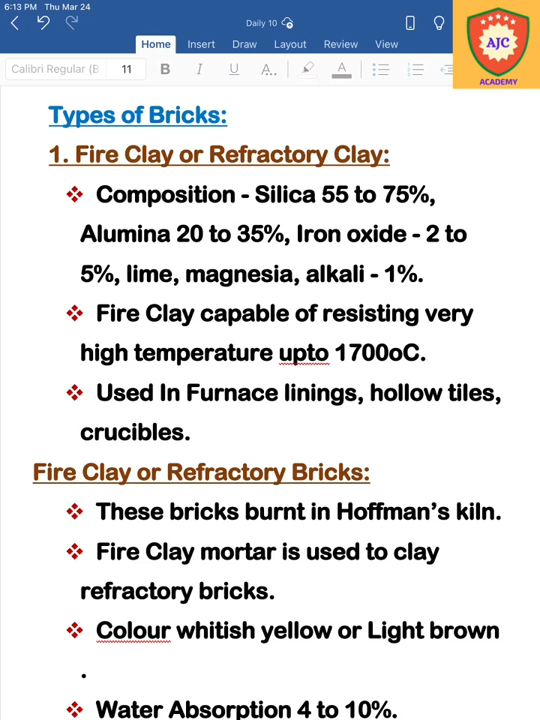 6:13 PM Thu Mar 24
Daily 10
AJC
ACADEMY
Home Insert Draw Layout Review View
Calibri Regular (B 11 B I U A..  A
Types of Bricks:
1. Fire Clay or Refractory Clay:
❖ Composition - Silica 55 to 75%,
Alumina 20 to 35%, Iron oxide - 2 to
5%, lime, magnesia, alkali - 1%.
❖ Fire Clay capable of resisting very
high temperature upto 1700oC.
❖ Used In Furnace linings, hollow tiles,
crucibles.
Fire Clay or Refractory Bricks:
❖ These bricks burnt in Hoffman's kiln.
❖ Fire Clay mortar is used to clay
refractory bricks.
❖ Colour whitish yellow or Light brown
.
❖ Water Absorption 4 to 10%.